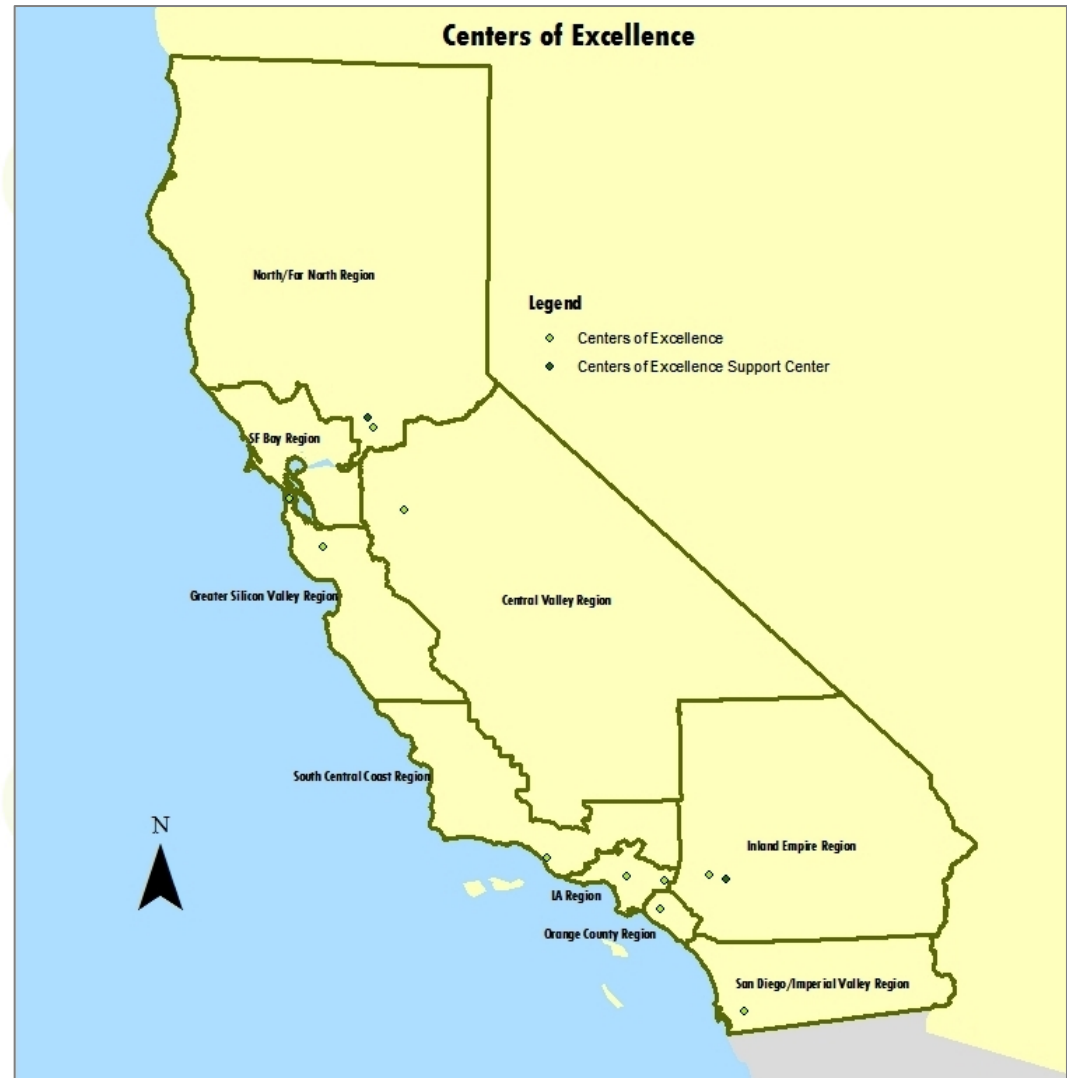 Centers of Excellence
North/Far North Region
Legend
Centers of Excellence
Centers of Excellence Support Center
SF Bay Region
Greater Silicon Valley Region
Central Valley Region
South Central Coast Region
N
Inland Empire Region
LA Region
Orange County Region
San Diego/Imperial Valley Region